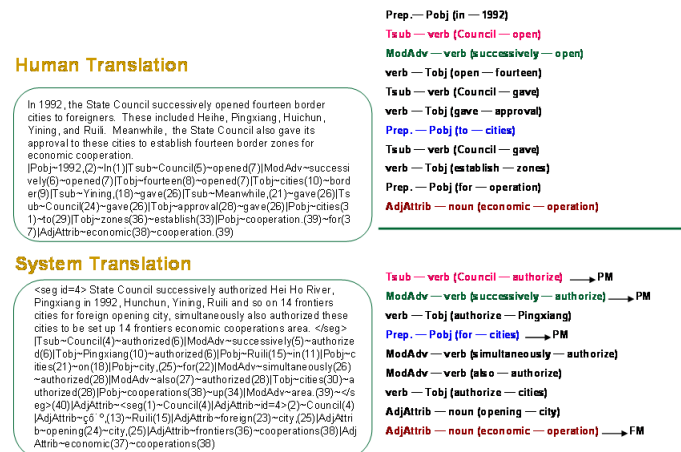 Human Translation
In 1992, the State Council successively opened fourteen border
cities to foreigners. These included Heihe, Pingxiang, Huichun,
Yining, and Ruili. Meanwhile, the State Council also gave its
approval to these cities to establish fourteen border zones for
economic cooperation.
|Pobj~1992,(2)~In(1)|Tsub~Council(5)~opened(7)|ModAdv~successi
vely(6)~opened(7)|Tobj~fourteen(8)~opened(7)|Tobj~cities(10)~bord
er(9)|Tsub~Yining,(18)~gave(26)|Tsub~Meanwhile,(21)~gave(26)|Ts
ub~Council(24)~gave(26)|Tobj~approval(28)~gave(26)|Pobj~cities(3
1)~to(29)|Tobj~zones(36)~establish(33)|Pobj~cooperation.(39)~for(3
7)|AdjAttrib~economic(38)~cooperation.(39)
Prep.— Pobj (in — 1992)
Tsub — verb (Council — open)
ModAdv — verb (successively — open)
verb — Tobj (open — fourteen)
Tsub — verb (Council — gave)
verb — Tobj (gave — approval)
Prep. — Pobj (to — cities)
Tsub — verb (Council — gave)
verb — Tobj (establish — zones)
Prep. — Pobj (for — operation)
AdjAttrib — noun (economic — operation)
System Translation
<seg id=4> State Council successively authorized Hei Ho River,
Pingxiang in 1992, Hunchun, Yining, Ruili and so on 14 frontiers
cities for foreign opening city, simultaneously also authorized these
cities to be set up 14 frontiers economic cooperations area. </seg>
|Tsub~Council(4)~authorized(6)|ModAdv~successively(5)~authorize
d(6)|Tobj~Pingxiang(10)~authorized(6)|Pobj~Ruili(15)~in(11)|Pobj~c
ities(21)~on(18)|Pobj~city,(25)~for(22)|ModAdv~simultaneously(26)
~authorized(28)|ModAdv~also(27)~authorized(28)|Tobj~cities(30)~a
uthorized(28)|Pobj~cooperations(38)~up(34)|ModAdv~area.(39)~</s
eg>(40)|AdjAttrib~<seg(1)~Council(4)|AdjAttrib~id=4>(2)~Council(4)
|AdjAttrib~çõ¨º,(13)~Ruili(15)|AdjAttrib~foreign(23)~city,(25)|AdjAttri
b~opening(24)~city,(25)|AdjAttrib~frontiers(36)~cooperations(38)|Adj
Attrib~economic(37)~cooperations(38)
Tsub — verb (Council — authorize) → PM
ModAdv — verb (successively — authorize) → PM
verb — Tobj (authorize — Pingxiang)
Prep. — Pobj (for — cities) → PM
ModAdv — verb (simultaneously — authorize)
ModAdv — verb (also — authorize)
verb — Tobj (authorize — cities)
AdjAttrib — noun (opening — city)
AdjAttrib — noun (economic — operation) → FM